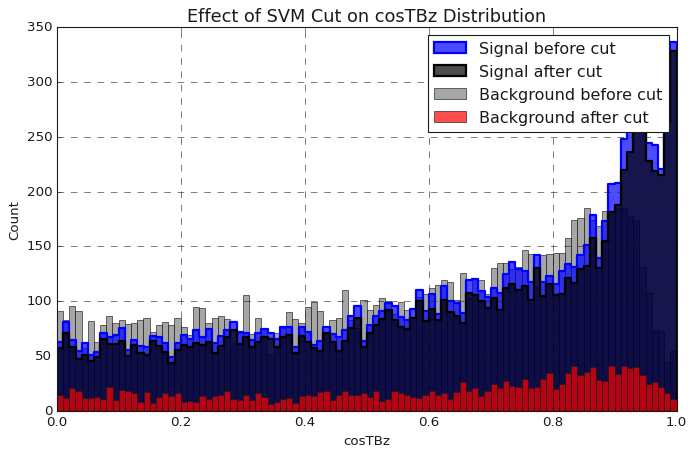 Effect of SVM Cut on cosTBz Distribution
350
300
250
200
150
100
50
0
Count
Signal before cut
Signal after cut
Background before cut
Background after cut
0.0 0.2 0.4 0.6 0.8 1.0
cosTBz